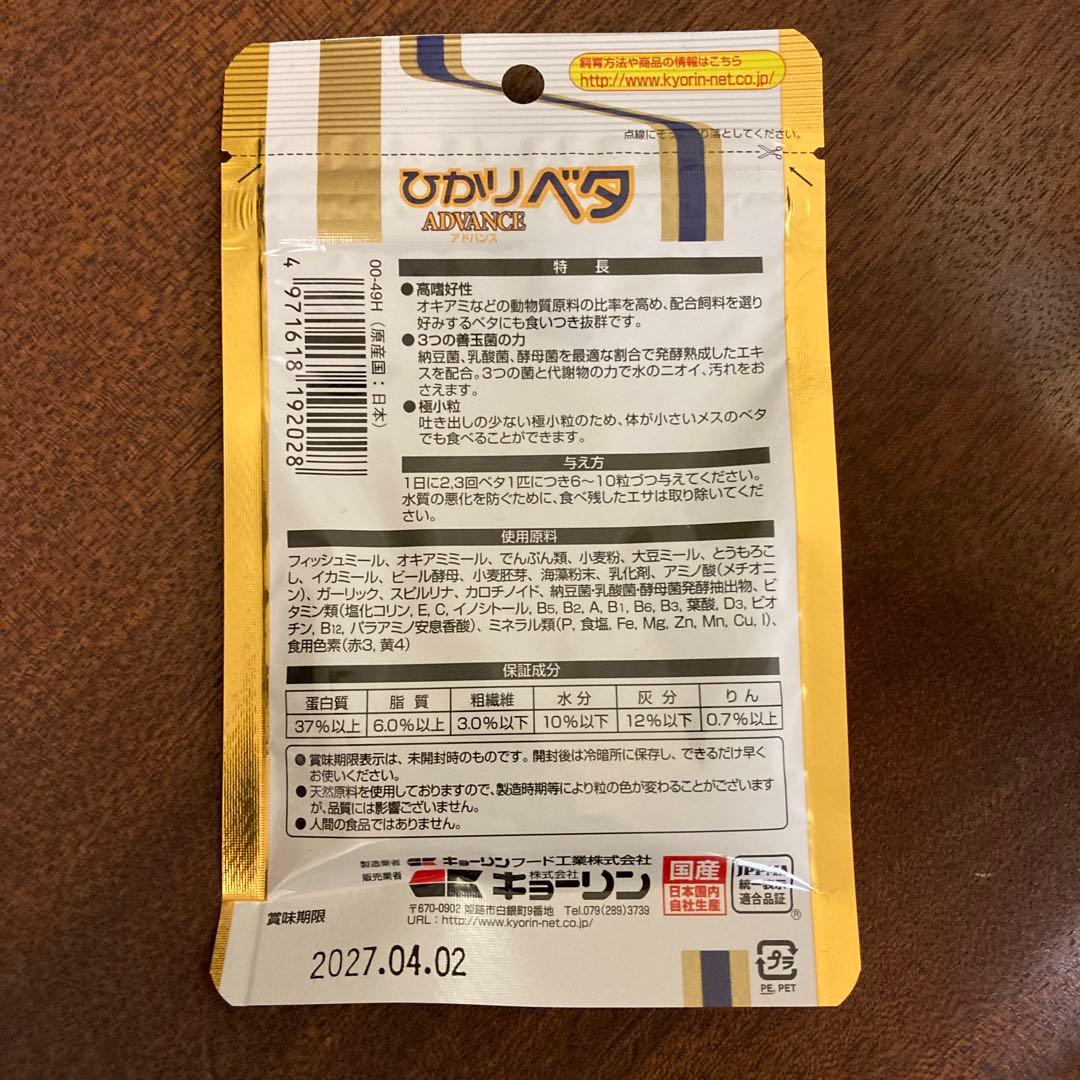 飼育方法や商品の情報はこちら
http://www.kyorin-net.co.jp/
点線にそって切り落としてください。
ひかりベタ
ADVANCE
アドバンス
00-49H (原産国:日本)
4 971618 192028
特 長
●高嗜好性
オキアミなどの動物質原料の比率を高め、配合飼料を選り
好みするベタにも食いつき抜群です。
●3つの善玉菌の力
納豆菌、乳酸菌、酵母菌を最適な割合で発酵熟成したエキ
スを配合。3つの菌と代謝物の力で水のニオイ、汚れをお
さえます。
●極小粒
吐き出しの少ない極小粒のため、体が小さいメスのベタ
でも食べることができます。
与え方
1日に2,3回ベタ1匹につき6〜10粒づつ与えてください。
水質の悪化を防ぐために、食べ残したエサは取り除いてくだ
さい。
使用原料
フィッシュミール、オキアミミール、でんぷん類、小麦粉、大豆ミール、とうもろこ
し、イカミール、ビール酵母、小麦胚芽、海藻粉末、乳化剤、アミノ酸(メチオニ
ン)、ガーリック、スピルリナ、カロチノイド、納豆菌・乳酸菌・酵母菌発酵抽出物、ビ
タミン類(塩化コリン, E, C, イノシトール, B5, B2, A, B1, B6, B3, 葉酸, D3, ビオ
チン, B12, パラアミノ安息香酸)、ミネラル類(P, 食塩, Fe, Mg, Zn, Mn, Cu, I)、
食用色素(赤3, 黄4)
保証成分
蛋白質 脂 質 粗繊維 水 分 灰 分 りん
37%以上 6.0%以上 3.0%以下 10%以下 12%以下 0.7%以上
●賞味期限表示は、未開封時のものです。開封後は冷暗所に保存し、できるだけ早く
お使いください。
●天然原料を使用しておりますので、製造時期等により粒の色が変わることがございます
が、品質には影響ございません。
●人間の食品ではありません。
製造業者 キョーリンフード工業株式会社
販売業者 株式会社キョーリン
〒670-0902 姫路市白銀町9番地 Tel.079(289)3739
URL:http://www.kyorin-net.co.jp/
国産
日本国内
自社生産
JPPMA
統一表示
適合品証
®
賞味期限
2027.04.02
プラ
PE, PET